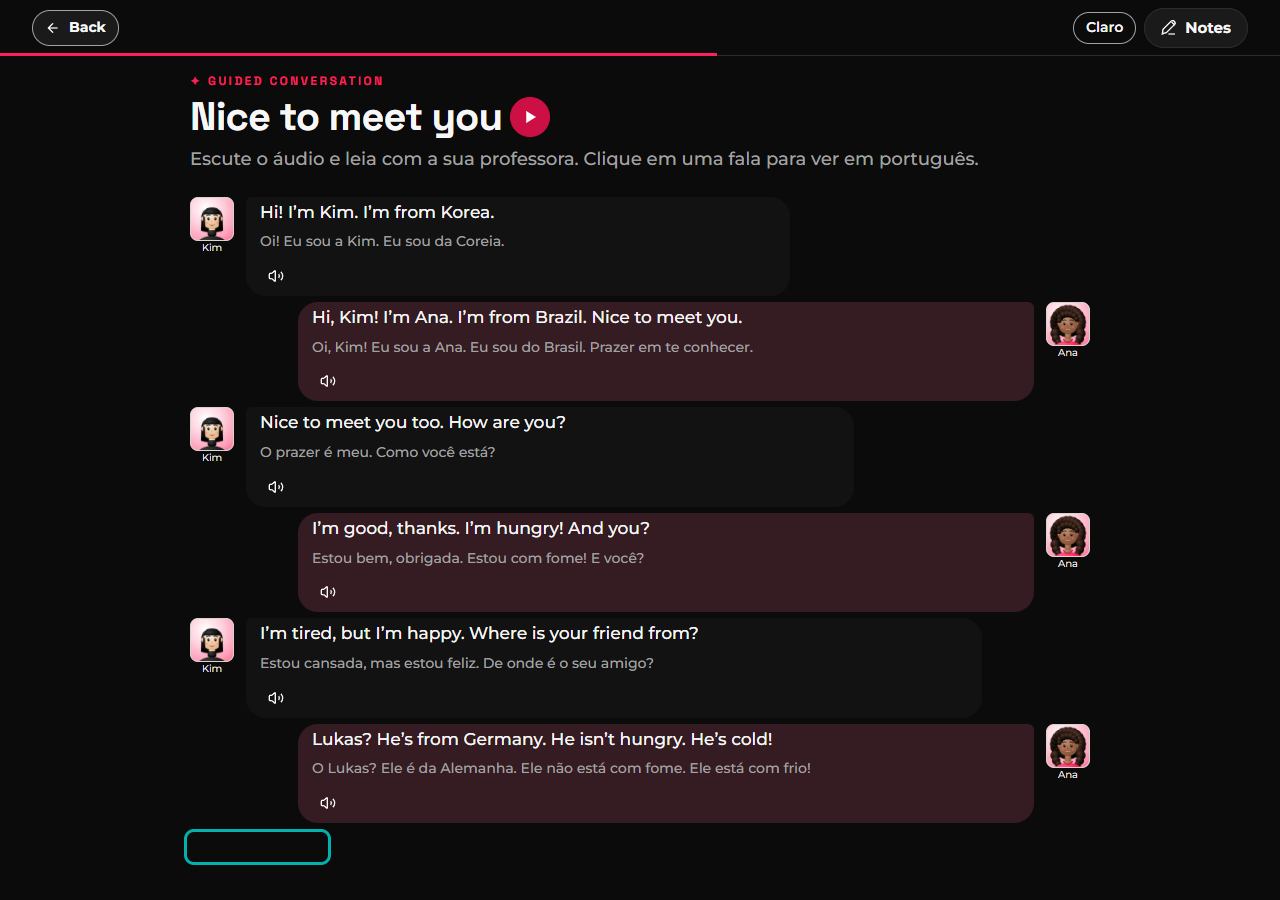 Back
Claro
Notes
✦ GUIDED CONVERSATION
Nice to meet you
Escute o áudio e leia com a sua professora. Clique em uma fala para ver em português.
Hi! I’m Kim. I’m from Korea.
Oi! Eu sou a Kim. Eu sou da Coreia.
Kim
Hi, Kim! I’m Ana. I’m from Brazil. Nice to meet you.
Oi, Kim! Eu sou a Ana. Eu sou do Brasil. Prazer em te conhecer.
Ana
Nice to meet you too. How are you?
O prazer é meu. Como você está?
Kim
I’m good, thanks. I’m hungry! And you?
Estou bem, obrigada. Estou com fome! E você?
Ana
I’m tired, but I’m happy. Where is your friend from?
Estou cansada, mas estou feliz. De onde é o seu amigo?
Kim
Lukas? He’s from Germany. He isn’t hungry. He’s cold!
O Lukas? Ele é da Alemanha. Ele não está com fome. Ele está com frio!
Ana